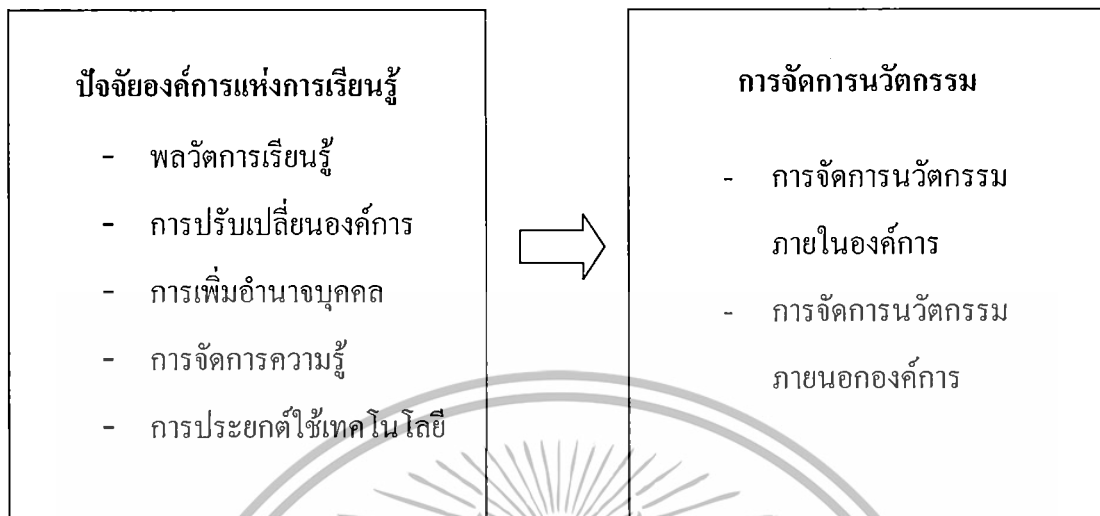 ปัจจัยองค์การแห่งการเรียนรู้
- พลวัตการเรียนรู้
- การปรับเปลี่ยนองค์การ
- การเพิ่มอำนาจบุคคล
- การจัดการความรู้
- การประยกต์ใช้เทคโนโลยี
การจัดการนวัตกรรม
- การจัดการนวัตกรรม
ภายในองค์การ
- การจัดการนวัตกรรม
ภายนอกองค์การ